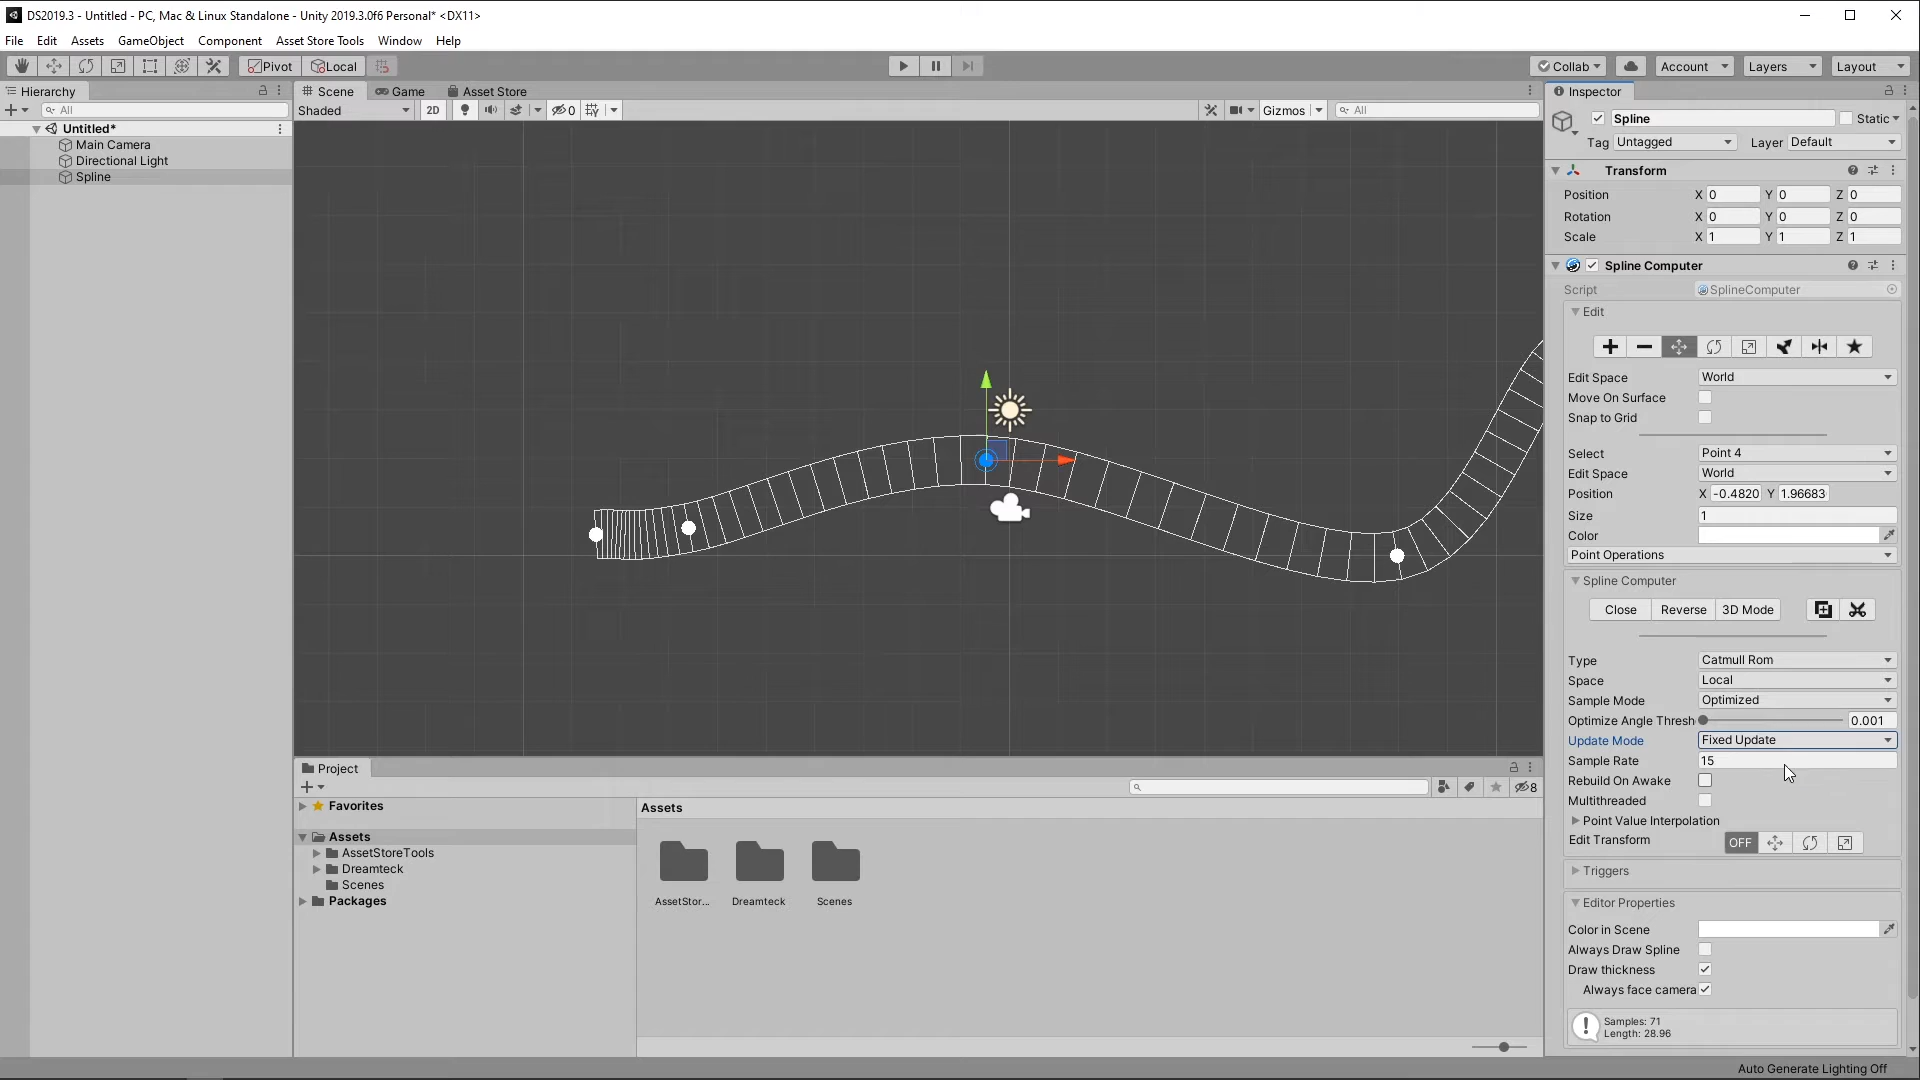 DS2019.3 - Untitled - PC, Mac & Linux Standalone - Unity 2019.3.0f6 Personal* <DX11>
File Edit Assets GameObject Component Asset Store Tools Window Help
Pivot Local Collab Account Layers Layout
Hierarchy
All
Untitled*
Main Camera
Directional Light
Spline
Scene Game Asset Store
Shaded 2D 0 Gizmos All
Project
8
Favorites
Assets
AssetStoreTools
Dreamteck
Scenes
Packages
Assets
AssetStor... Dreamteck Scenes
Inspector
Spline Static
Tag Untagged Layer Default
Transform
Position X 0 Y 0 Z 0
Rotation X 0 Y 0 Z 0
Scale X 1 Y 1 Z 1
Spline Computer
Script SplineComputer
Edit
Edit Space World
Move On Surface
Snap to Grid
Select Point 4
Edit Space World
Position X -0.4820 Y 1.96683
Size 1
Color
Point Operations
Spline Computer
Close Reverse 3D Mode
Type Catmull Rom
Space Local
Sample Mode Optimized
Optimize Angle Thresh 0.001
Update Mode Fixed Update
Sample Rate 15
Rebuild On Awake
Multithreaded
Point Value Interpolation
Edit Transform OFF
Triggers
Editor Properties
Color in Scene
Always Draw Spline
Draw thickness
Always face camera
Samples: 71
Length: 28.96
Auto Generate Lighting Off